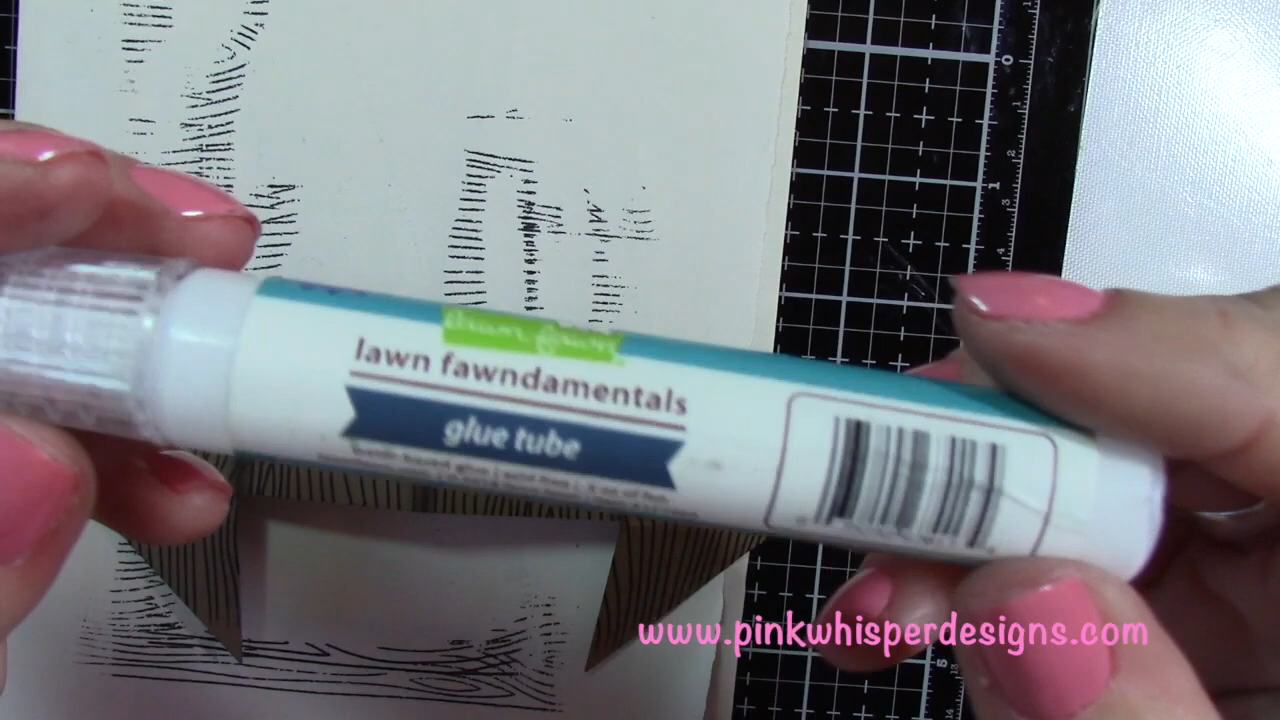 lawn fawn
lawn fawndamentals
glue tube
www.pinkwhisperdesigns.com